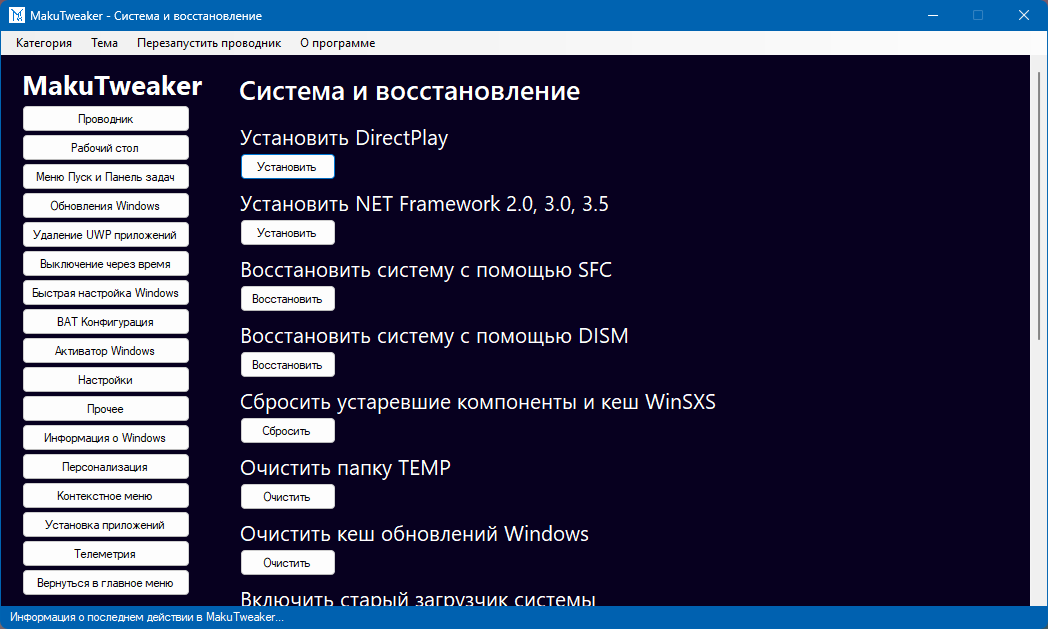 MakuTweaker - Система и восстановление
Категория Тема Перезапустить проводник О программе
MakuTweaker
Проводник
Рабочий стол
Меню Пуск и Панель задач
Обновления Windows
Удаление UWP приложений
Выключение через время
Быстрая настройка Windows
BAT Конфигурация
Активатор Windows
Настройки
Прочее
Информация о Windows
Персонализация
Контекстное меню
Установка приложений
Телеметрия
Вернуться в главное меню
Система и восстановление
Установить DirectPlay
Установить
Установить NET Framework 2.0, 3.0, 3.5
Установить
Восстановить систему с помощью SFC
Восстановить
Восстановить систему с помощью DISM
Восстановить
Сбросить устаревшие компоненты и кеш WinSXS
Сбросить
Очистить папку TEMP
Очистить
Очистить кеш обновлений Windows
Очистить
Включить старый загрузчик системы
Информация о последнем действии в MakuTweaker...